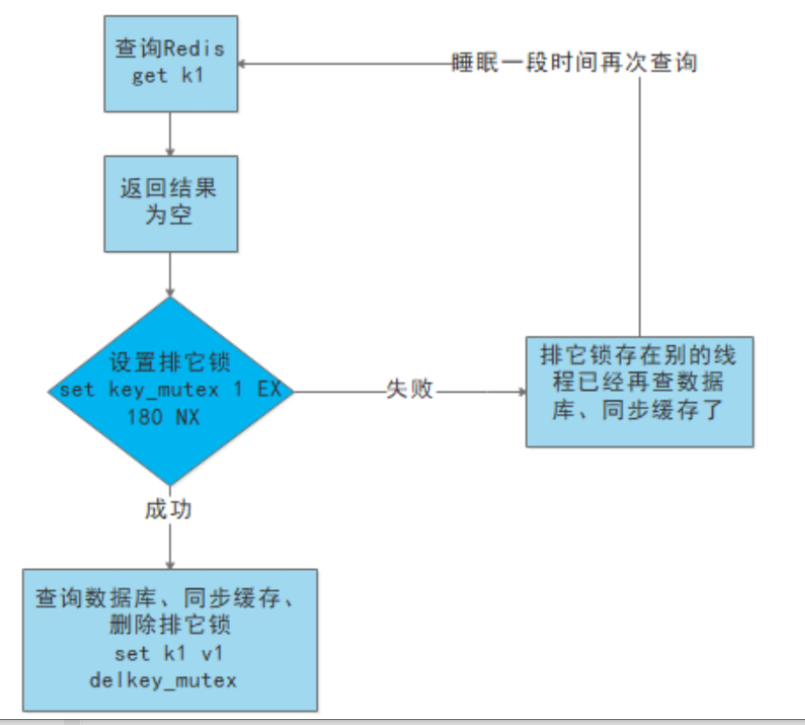 查询Redis
get k1
睡眠一段时间再次查询
返回结果
为空
设置排它锁
set key_mutex 1 EX
180 NX
失败
排它锁存在别的线
程已经再查数据
库、同步缓存了
成功
查询数据库、同步缓存、
删除排它锁
set k1 v1
delkey_mutex